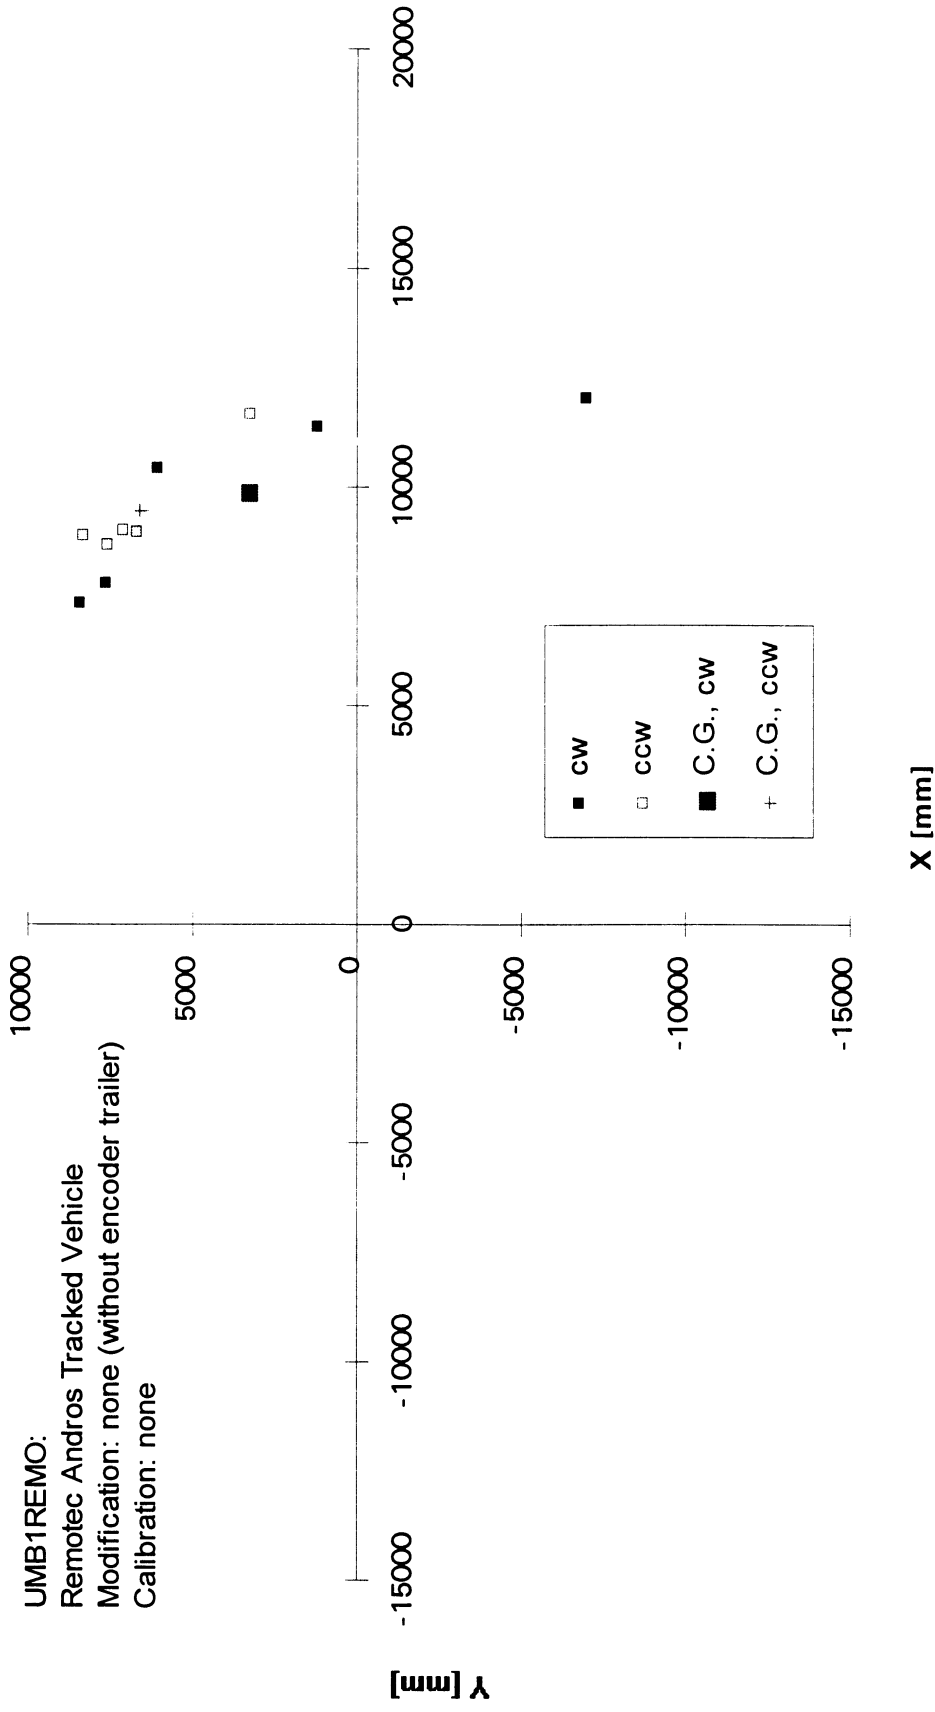 UMB1REMO:
Remotec Andros Tracked Vehicle
Modification: none (without encoder trailer)
Calibration: none
10000
5000
0
-5000
-10000
-15000
-15000
-10000
-5000
0
5000
10000
15000
20000
Y [mm]
X [mm]
cw
ccw
C.G., cw
C.G., ccw